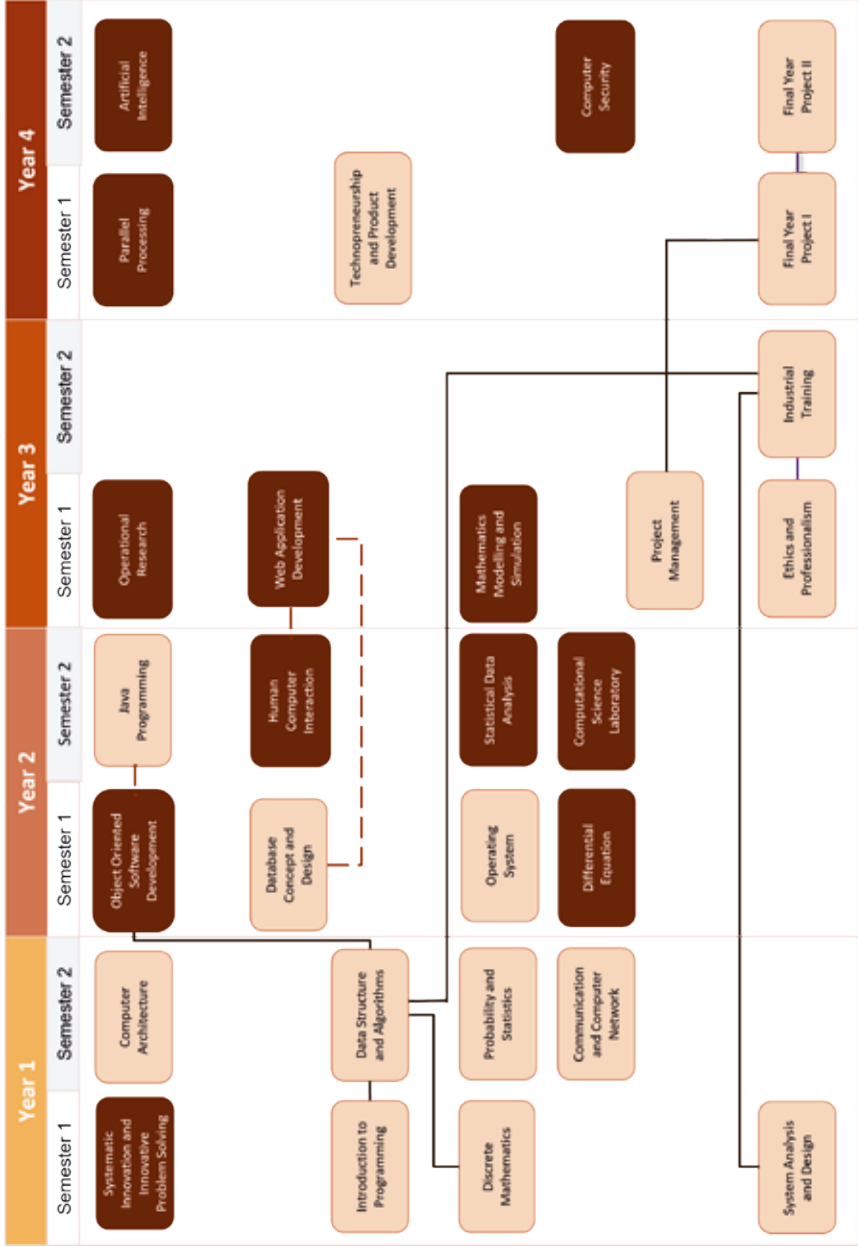 Year 1
Year 2
Year 3
Year 4
Semester 1
Semester 2
Semester 1
Semester 2
Semester 1
Semester 2
Semester 1
Semester 2
Systematic
Innovation and
Innovative
Problem Solving
Computer
Architecture
Object Oriented
Software
Development
Java
Programming
Operational
Research
Parallel
Processing
Artificial
Intelligence
Database
Concept and
Design
Human
Computer
Interaction
Web Application
Development
Introduction to
Programming
Data Structure
and Algorithms
Technopreneurship
and Product
Development
Discrete
Mathematics
Probability and
Statistics
Operating
System
Statistical Data
Analysis
Mathematics
Modelling and
Simulation
Communication
and Computer
Network
Differential
Equation
Computational
Science
Laboratory
Computer
Security
Project
Management
System Analysis
and Design
Ethics and
Professionalism
Industrial
Training
Final Year
Project I
Final Year
Project II